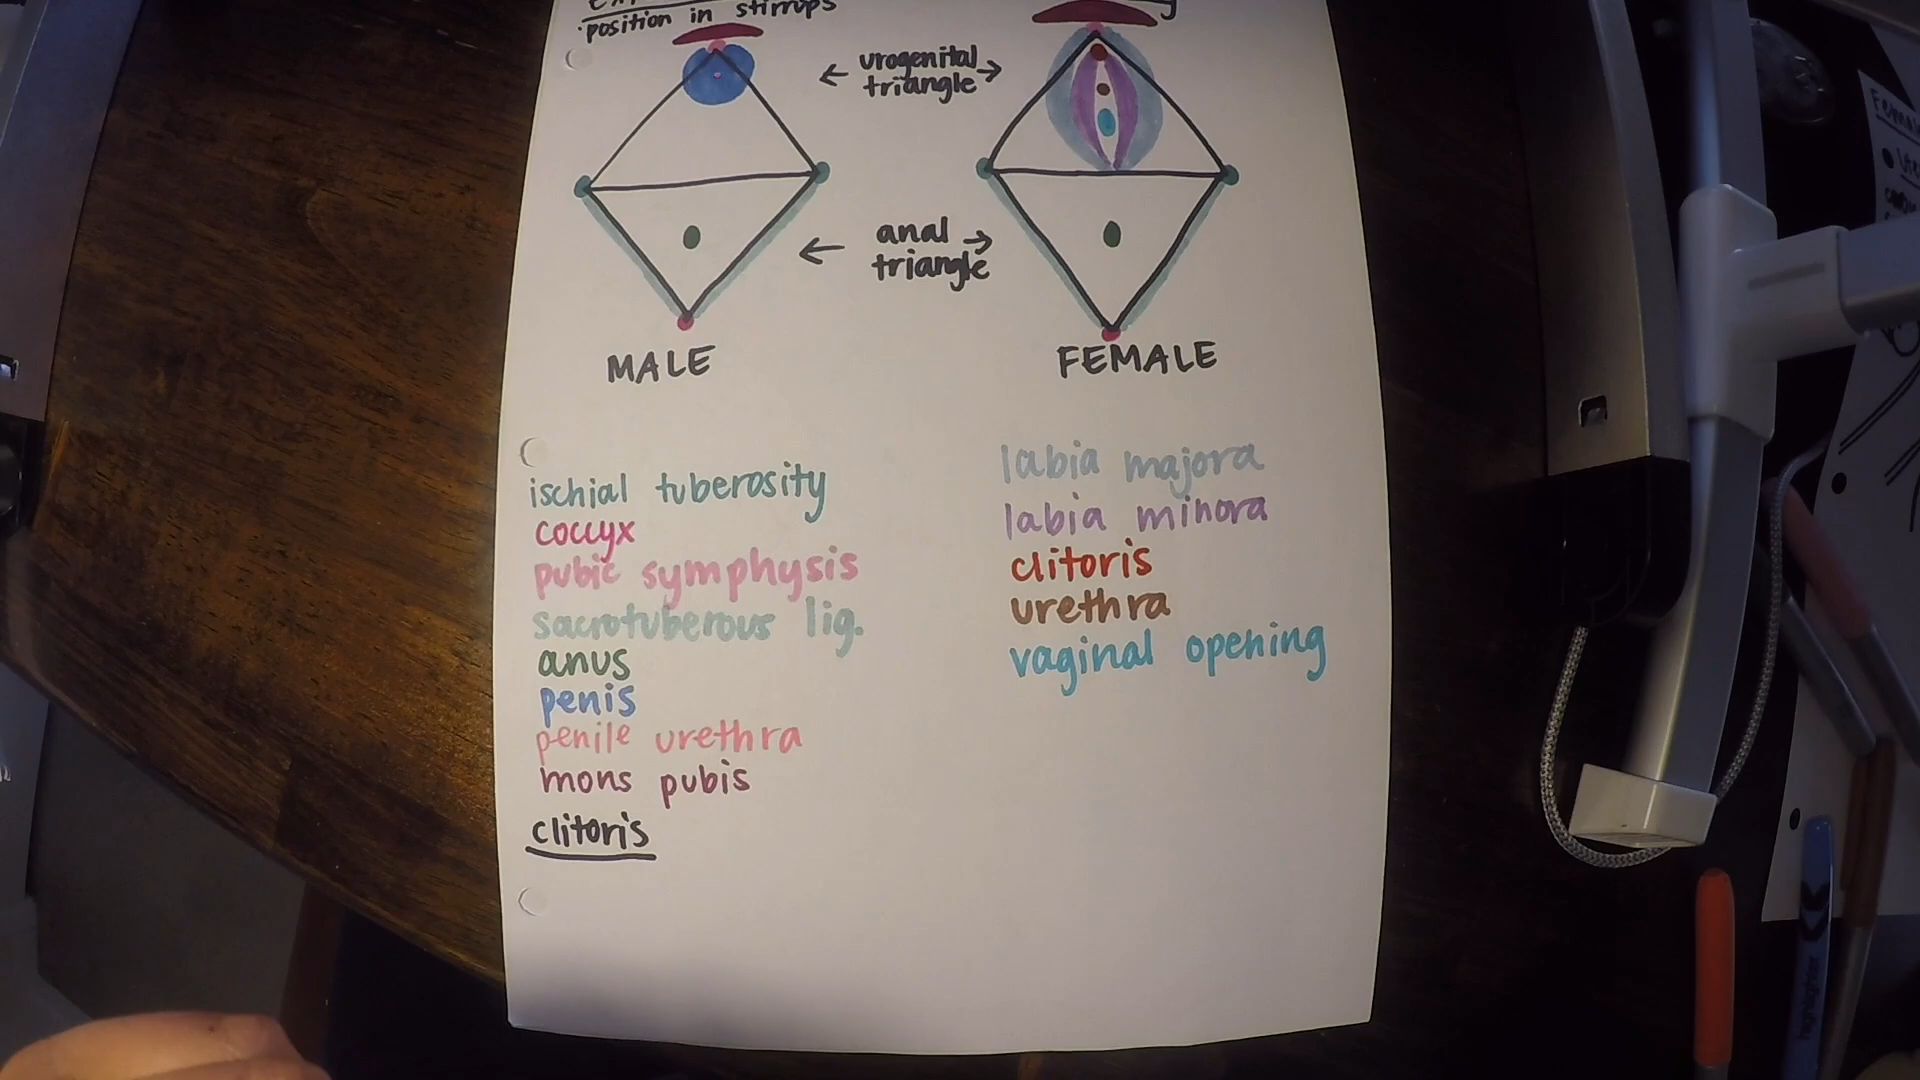 position in stirrups
urogenital
triangle
anal
triangle
MALE
FEMALE
ischial tuberosity
coccyx
pubic symphysis
sacrotuberous lig.
anus
penis
penile urethra
mons pubis
clitoris
labia majora
labia minora
clitoris
urethra
vaginal opening
highlighter